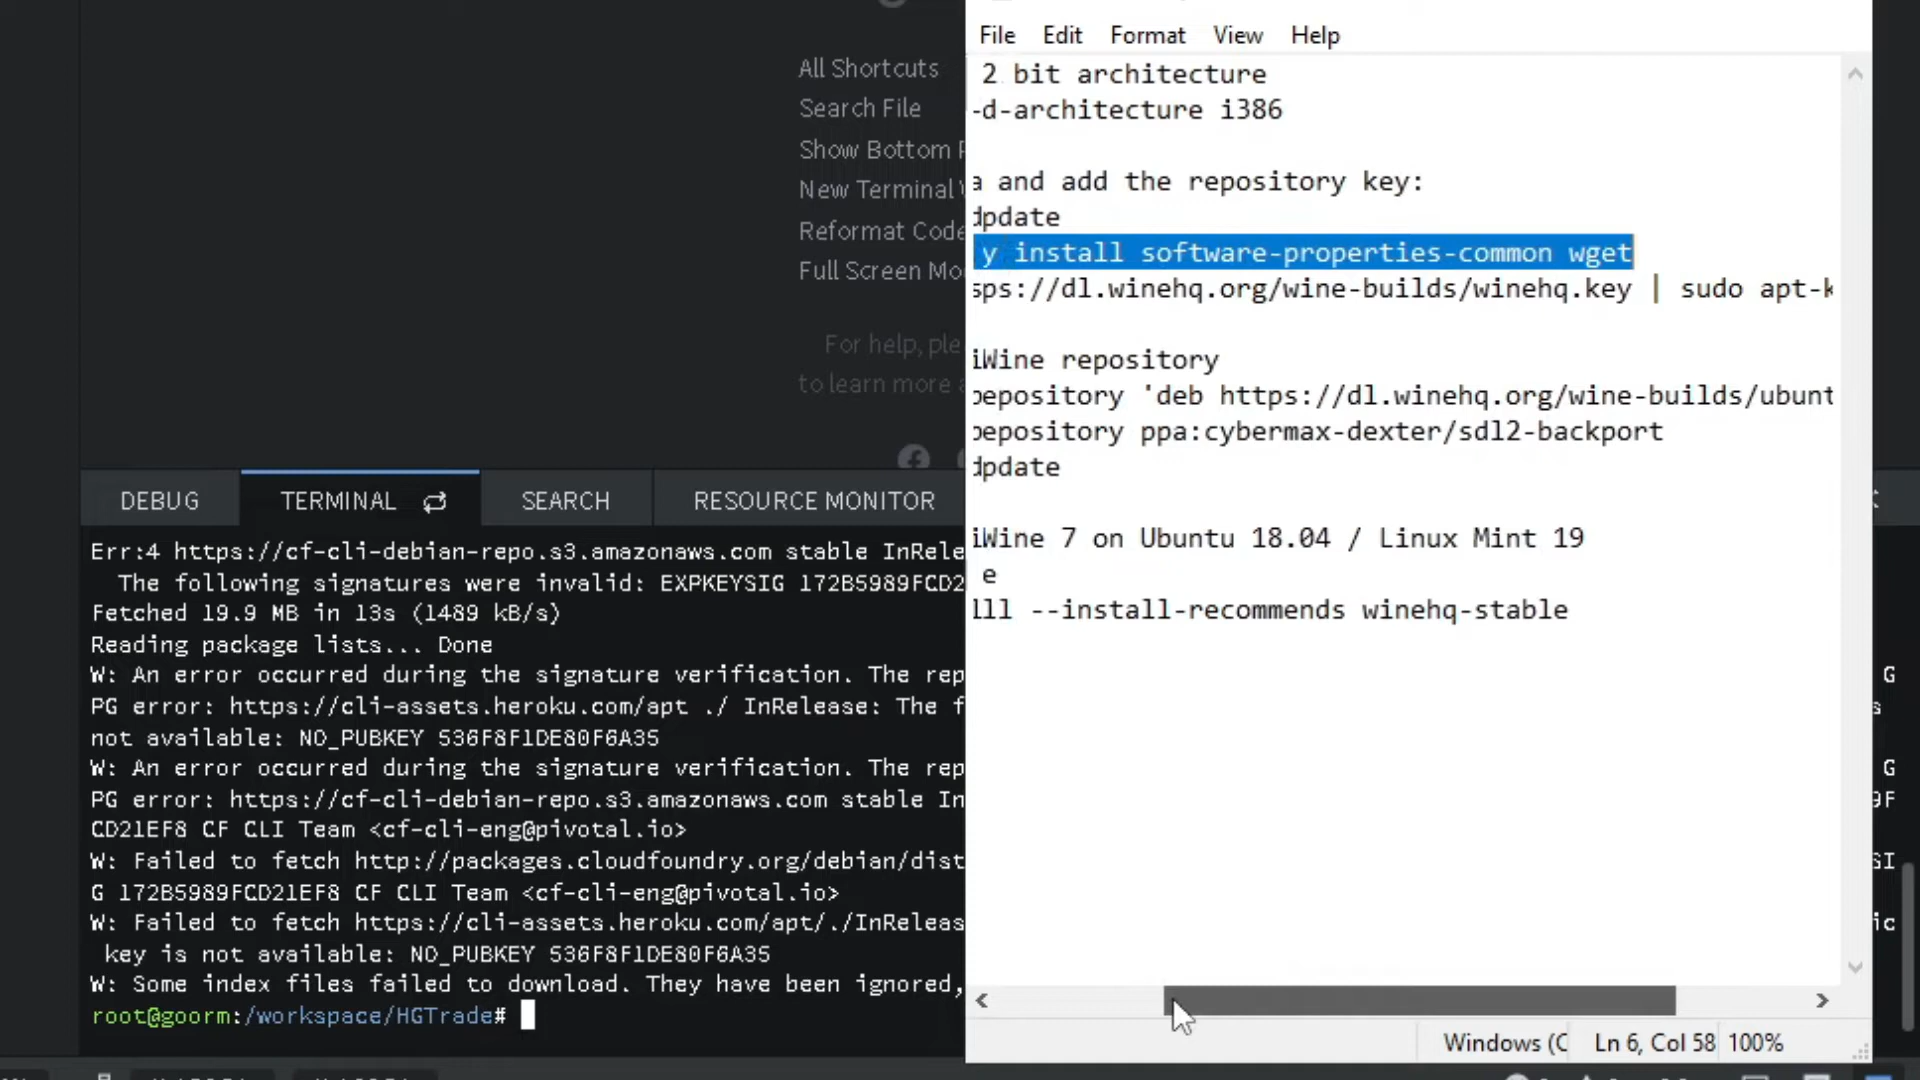 All Shortcuts
Search File
Show Bottom
New Terminal
Reformat Code
Full Screen Mo
For help, ple
to learn more a
DEBUG
TERMINAL
SEARCH
RESOURCE MONITOR
Err:4 https://cf-cli-debian-repo.s3.amazonaws.com stable InRele
The following signatures were invalid: EXPKEYSIG 172B5989FCD2
Fetched 19.9 MB in 13s (1489 kB/s)
Reading package lists... Done
W: An error occurred during the signature verification. The rep
PG error: https://cli-assets.heroku.com/apt ./ InRelease: The f
not available: NO_PUBKEY 536F8F1DE80F6A35
W: An error occurred during the signature verification. The rep
PG error: https://cf-cli-debian-repo.s3.amazonaws.com stable In
CD21EF8 CF CLI Team <cf-cli-eng@pivotal.io>
W: Failed to fetch http://packages.cloudfoundry.org/debian/dist
G 172B5989FCD21EF8 CF CLI Team <cf-cli-eng@pivotal.io>
W: Failed to fetch https://cli-assets.heroku.com/apt/./InReleas
key is not available: NO_PUBKEY 536F8F1DE80F6A35
W: Some index files failed to download. They have been ignored,
root@goorm:/workspace/HGTrade#
File Edit Format View Help
2 bit architecture
-d-architecture i386
a and add the repository key:
dpdate
y install software-properties-common wget
sps://dl.winehq.org/wine-builds/winehq.key | sudo apt-k
iWine repository
pepository 'deb https://dl.winehq.org/wine-builds/ubunt
pepository ppa:cybermax-dexter/sdl2-backport
dpdate
iWine 7 on Ubuntu 18.04 / Linux Mint 19
e
lll --install-recommends winehq-stable
Windows (C
Ln 6, Col 58
100%
G
s
G
9F
SI
ic